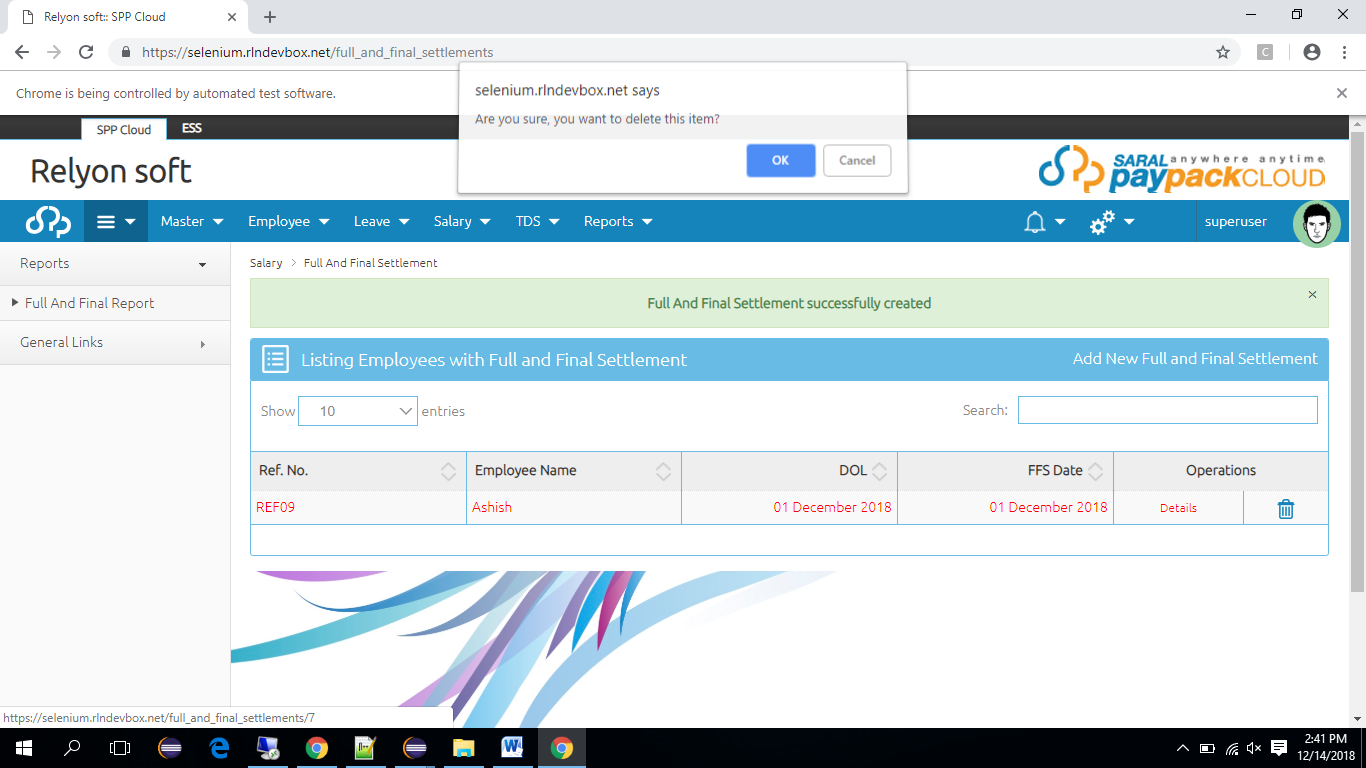 Relyon soft:: SPP Cloud
https://selenium.rlndevbox.net/full_and_final_settlements
C
Chrome is being controlled by automated test software.
selenium.rlndevbox.net says
Are you sure, you want to delete this item?
OK Cancel
SPP Cloud ESS
Relyon soft
SARAL anywhere anytime
paypackCLOUD
Master Employee Leave Salary TDS Reports superuser
Reports
Full And Final Report
General Links
Salary > Full And Final Settlement
Full And Final Settlement successfully created ×
Listing Employees with Full and Final Settlement Add New Full and Final Settlement
Show 10 entries Search:
Ref. No. Employee Name DOL FFS Date Operations
REF09 Ashish 01 December 2018 01 December 2018 Details
https://selenium.rlndevbox.net/full_and_final_settlements/7
2:41 PM
12/14/2018